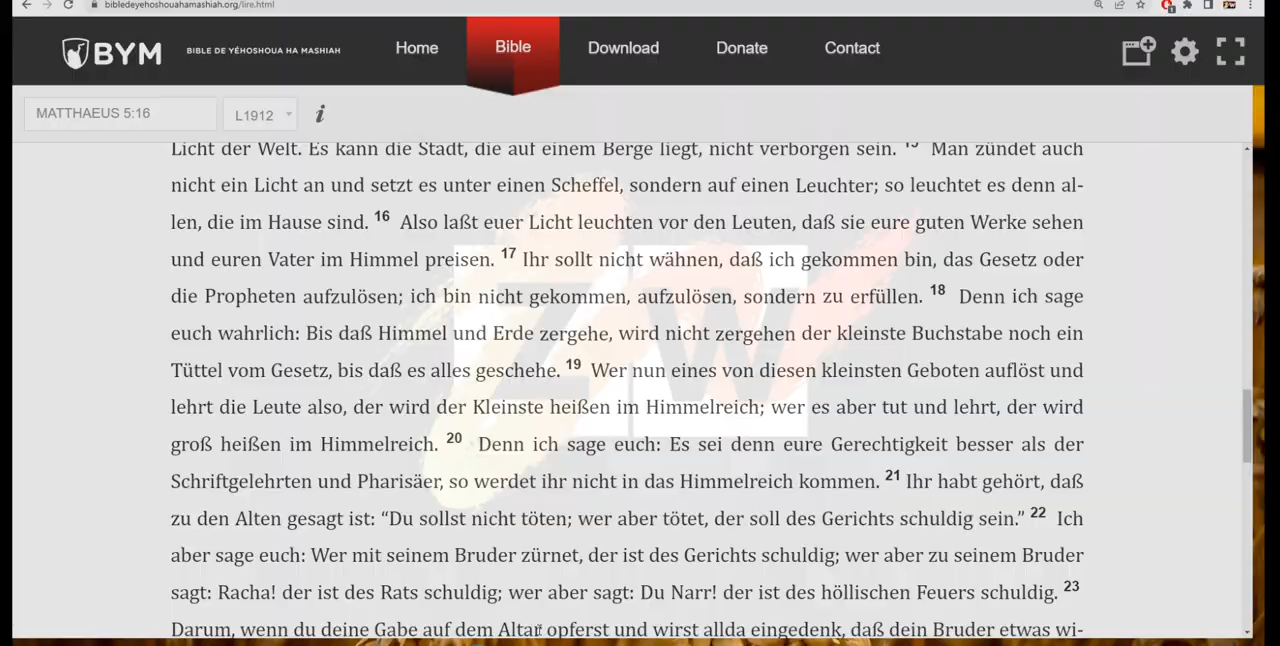 bibledeyehoshouahamashiah.org/lire.html
BYM
BIBLE DE YÉHOSHOUA HA MASHIAH
Home
Bible
Download
Donate
Contact
MATTHAEUS 5:16
L1912
i
Licht der Welt. Es kann die Stadt, die auf einem Berge liegt, nicht verborgen sein. 15 Man zündet auch
nicht ein Licht an und setzt es unter einen Scheffel, sondern auf einen Leuchter; so leuchtet es denn al-
len, die im Hause sind. 16 Also laßt euer Licht leuchten vor den Leuten, daß sie eure guten Werke sehen
und euren Vater im Himmel preisen. 17 Ihr sollt nicht wähnen, daß ich gekommen bin, das Gesetz oder
die Propheten aufzulösen; ich bin nicht gekommen, aufzulösen, sondern zu erfüllen. 18 Denn ich sage
euch wahrlich: Bis daß Himmel und Erde zergehe, wird nicht zergehen der kleinste Buchstabe noch ein
Tüttel vom Gesetz, bis daß es alles geschehe. 19 Wer nun eines von diesen kleinsten Geboten auflöst und
lehrt die Leute also, der wird der Kleinste heißen im Himmelreich; wer es aber tut und lehrt, der wird
groß heißen im Himmelreich. 20 Denn ich sage euch: Es sei denn eure Gerechtigkeit besser als der
Schriftgelehrten und Pharisäer, so werdet ihr nicht in das Himmelreich kommen. 21 Ihr habt gehört, daß
zu den Alten gesagt ist: “Du sollst nicht töten; wer aber tötet, der soll des Gerichts schuldig sein.” 22 Ich
aber sage euch: Wer mit seinem Bruder zürnet, der ist des Gerichts schuldig; wer aber zu seinem Bruder
sagt: Racha! der ist des Rats schuldig; wer aber sagt: Du Narr! der ist des höllischen Feuers schuldig. 23
Darum, wenn du deine Gabe auf dem Altar opferst und wirst allda eingedenk, daß dein Bruder etwas wi-
ZW